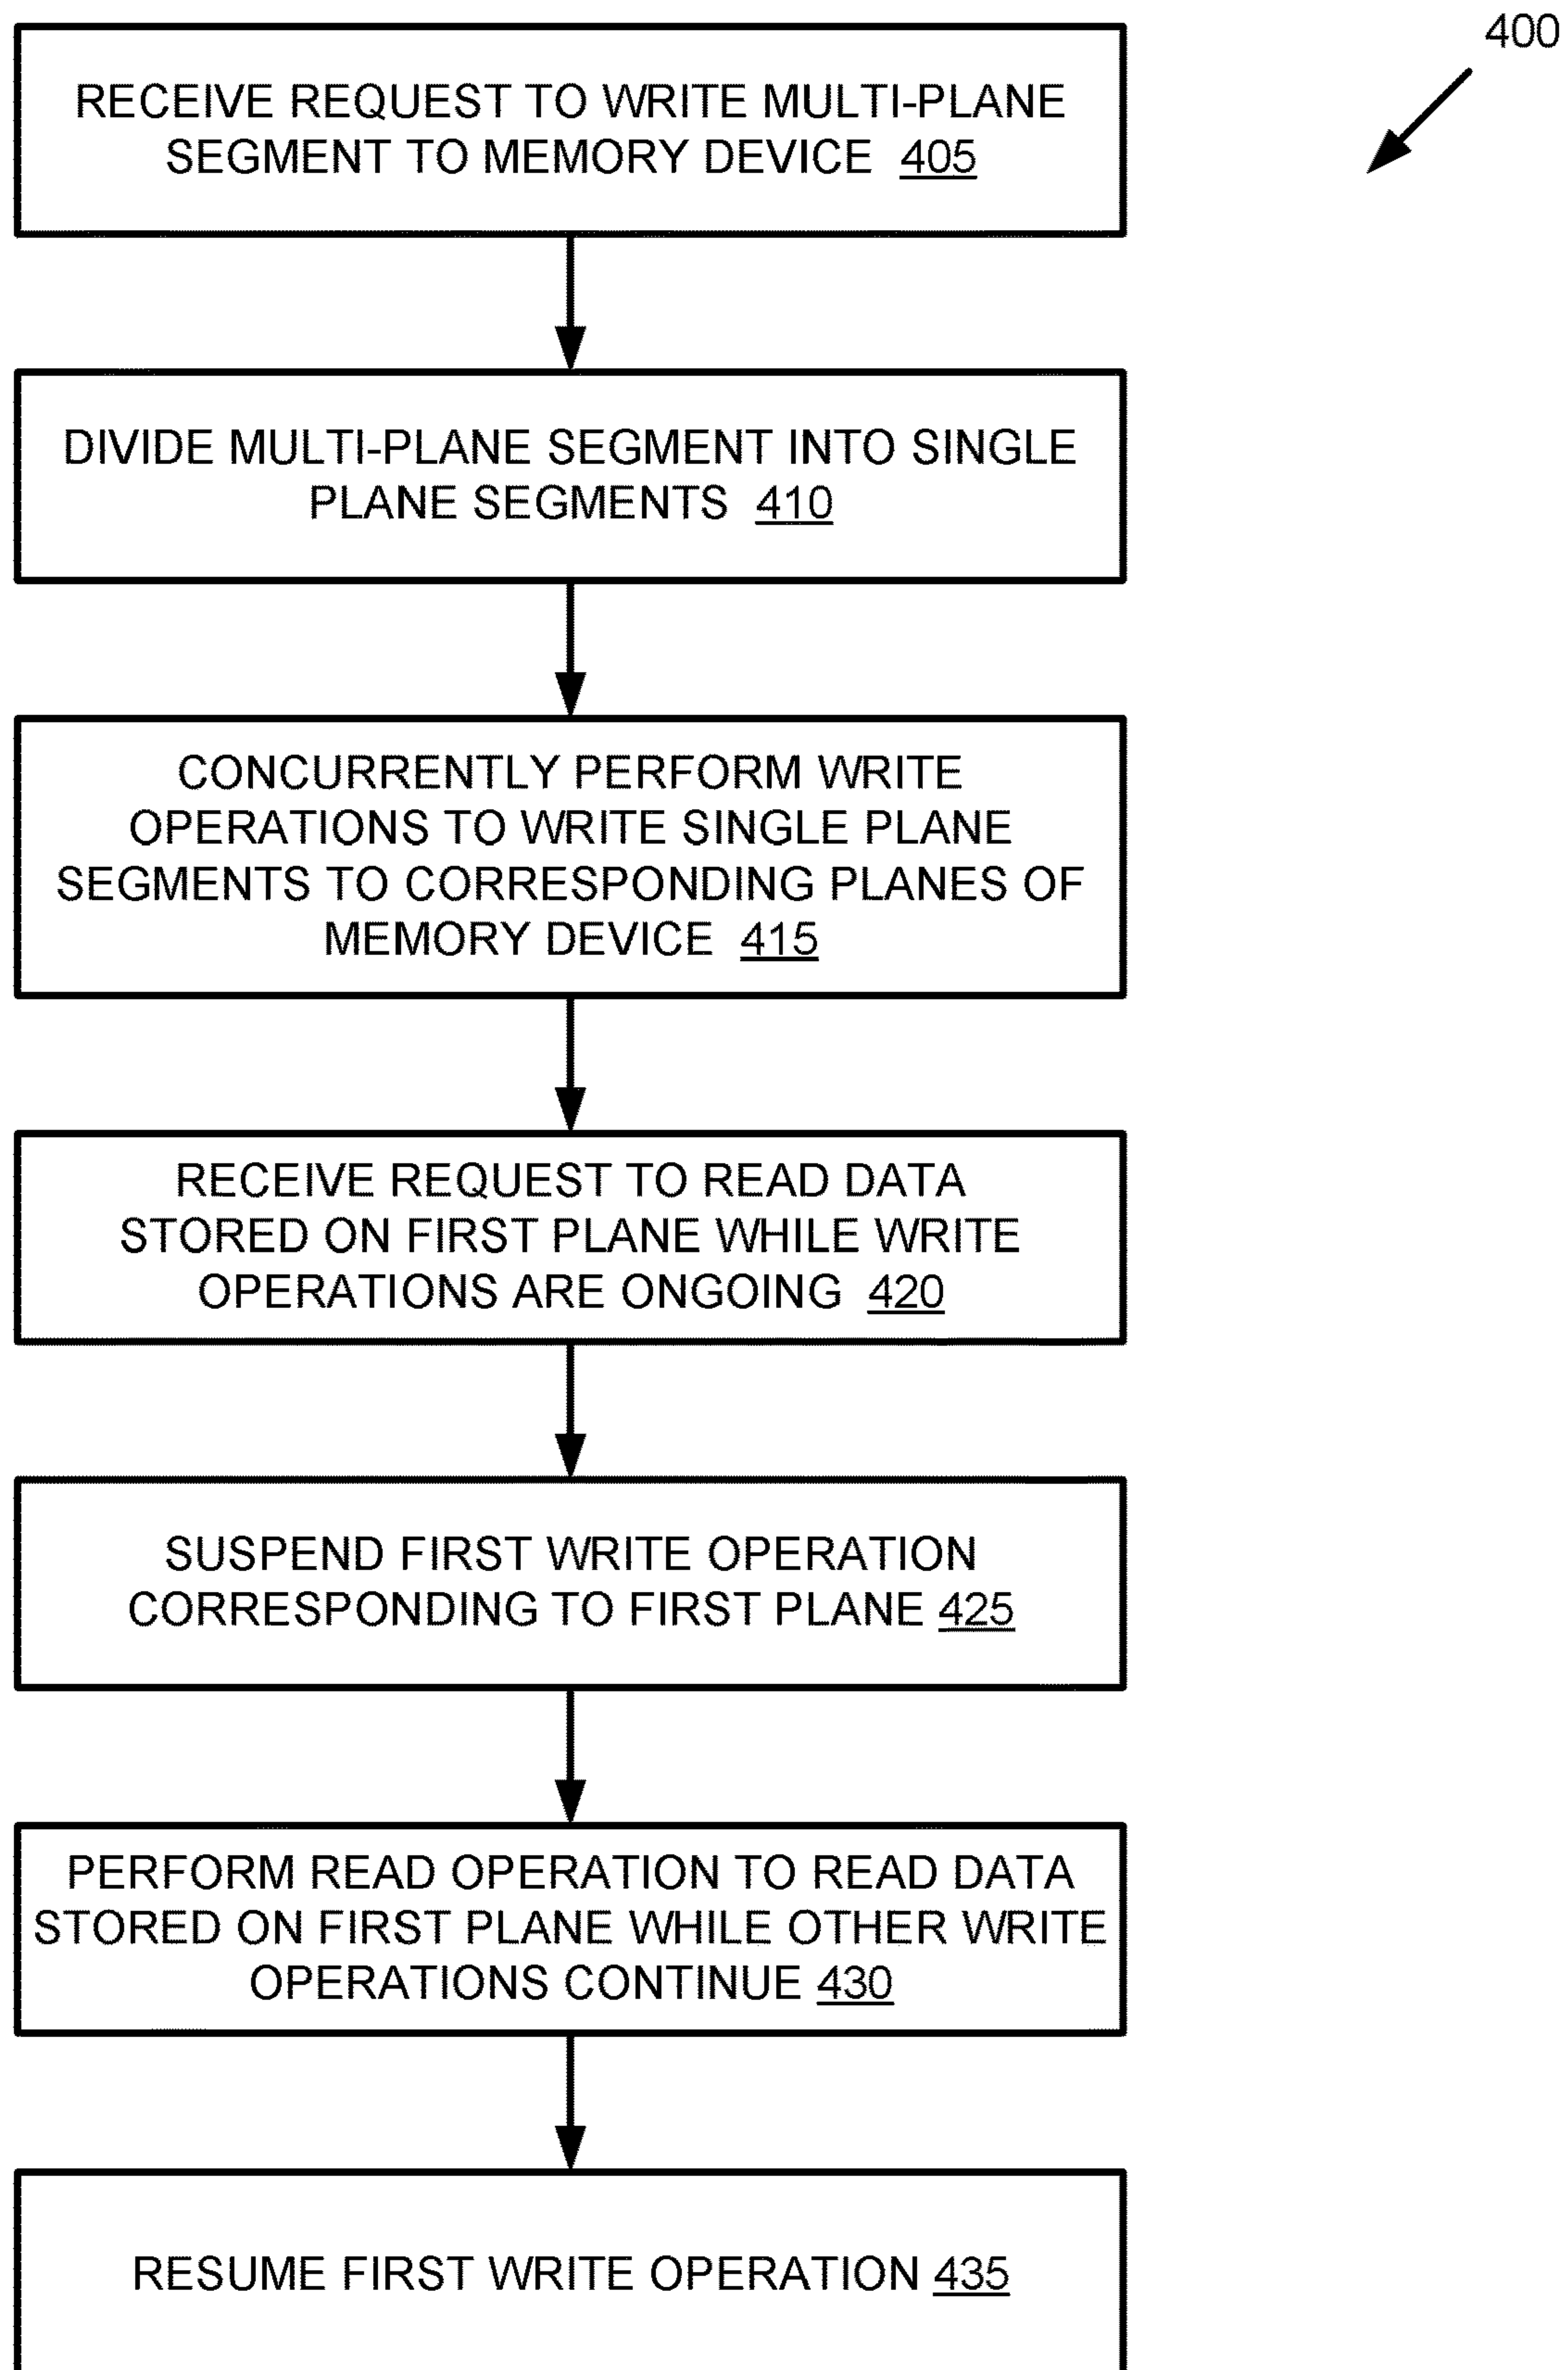 400
RECEIVE REQUEST TO WRITE MULTI-PLANE
SEGMENT TO MEMORY DEVICE 405
DIVIDE MULTI-PLANE SEGMENT INTO SINGLE
PLANE SEGMENTS 410
CONCURRENTLY PERFORM WRITE
OPERATIONS TO WRITE SINGLE PLANE
SEGMENTS TO CORRESPONDING PLANES OF
MEMORY DEVICE 415
RECEIVE REQUEST TO READ DATA
STORED ON FIRST PLANE WHILE WRITE
OPERATIONS ARE ONGOING 420
SUSPEND FIRST WRITE OPERATION
CORRESPONDING TO FIRST PLANE 425
PERFORM READ OPERATION TO READ DATA
STORED ON FIRST PLANE WHILE OTHER WRITE
OPERATIONS CONTINUE 430
RESUME FIRST WRITE OPERATION 435